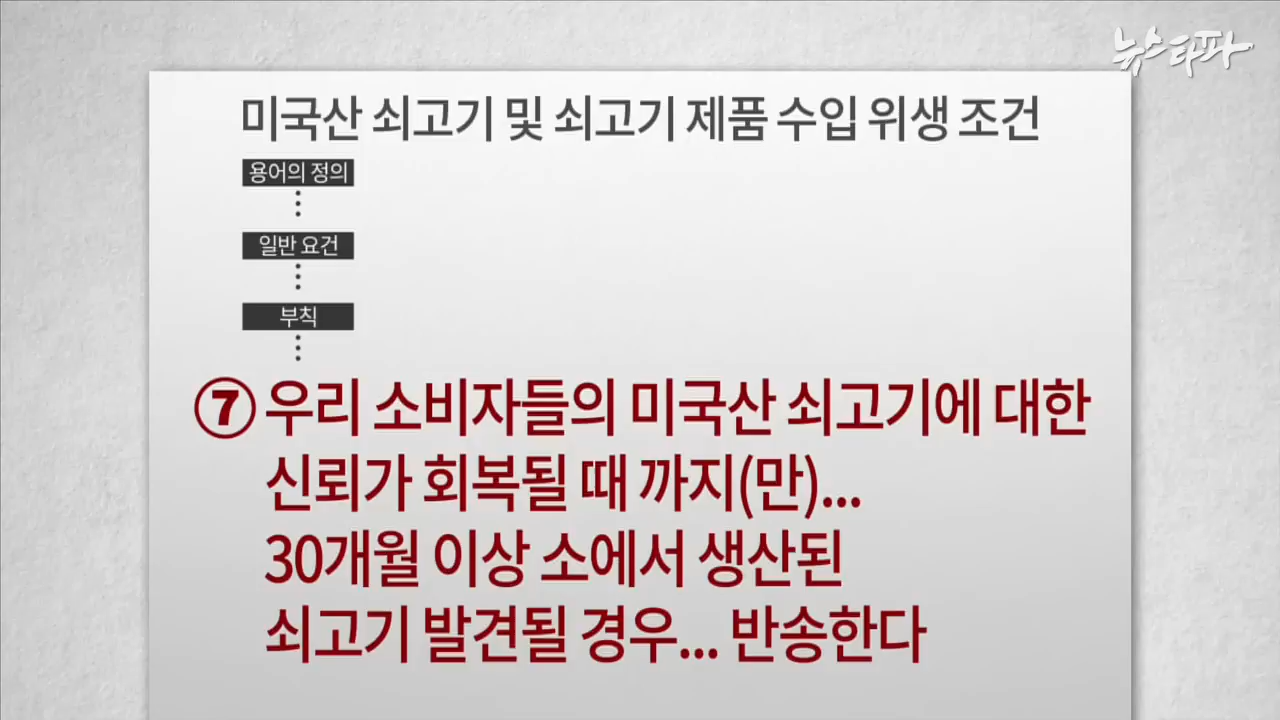 뉴스타파
미국산 쇠고기 및 쇠고기 제품 수입 위생 조건
용어의 정의
일반 요건
부칙
⑦ 우리 소비자들의 미국산 쇠고기에 대한
신뢰가 회복될 때 까지(만)...
30개월 이상 소에서 생산된
쇠고기 발견될 경우... 반송한다